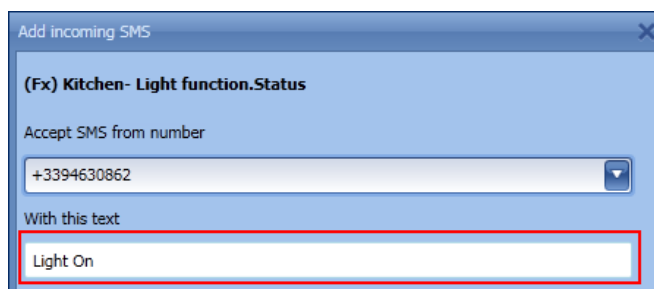 Add incoming SMS
(Fx) Kitchen- Light function.Status
Accept SMS from number
+3394630862
With this text
Light On